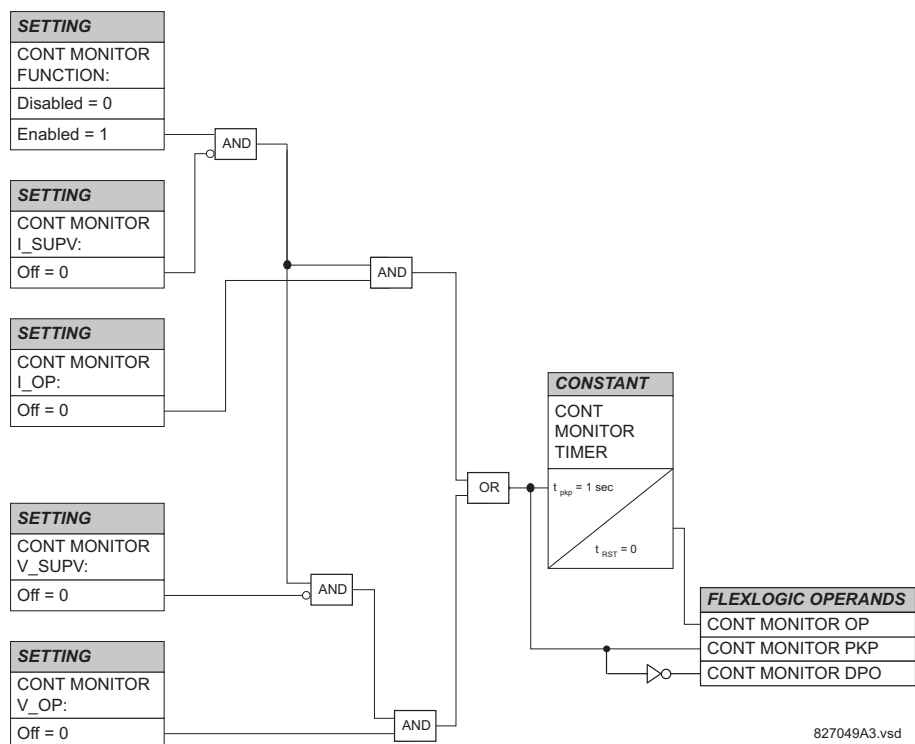 SETTING
CONT MONITOR
FUNCTION:
Disabled = 0
Enabled = 1
AND
SETTING
CONT MONITOR
I_SUPV:
Off = 0
AND
SETTING
CONT MONITOR
I_OP:
Off = 0
CONSTANT
CONT
MONITOR
TIMER
OR
t pkp = 1 sec
t RST = 0
SETTING
CONT MONITOR
V_SUPV:
Off = 0
AND
FLEXLOGIC OPERANDS
CONT MONITOR OP
CONT MONITOR PKP
CONT MONITOR DPO
SETTING
CONT MONITOR
V_OP:
Off = 0
AND
827049A3.vsd